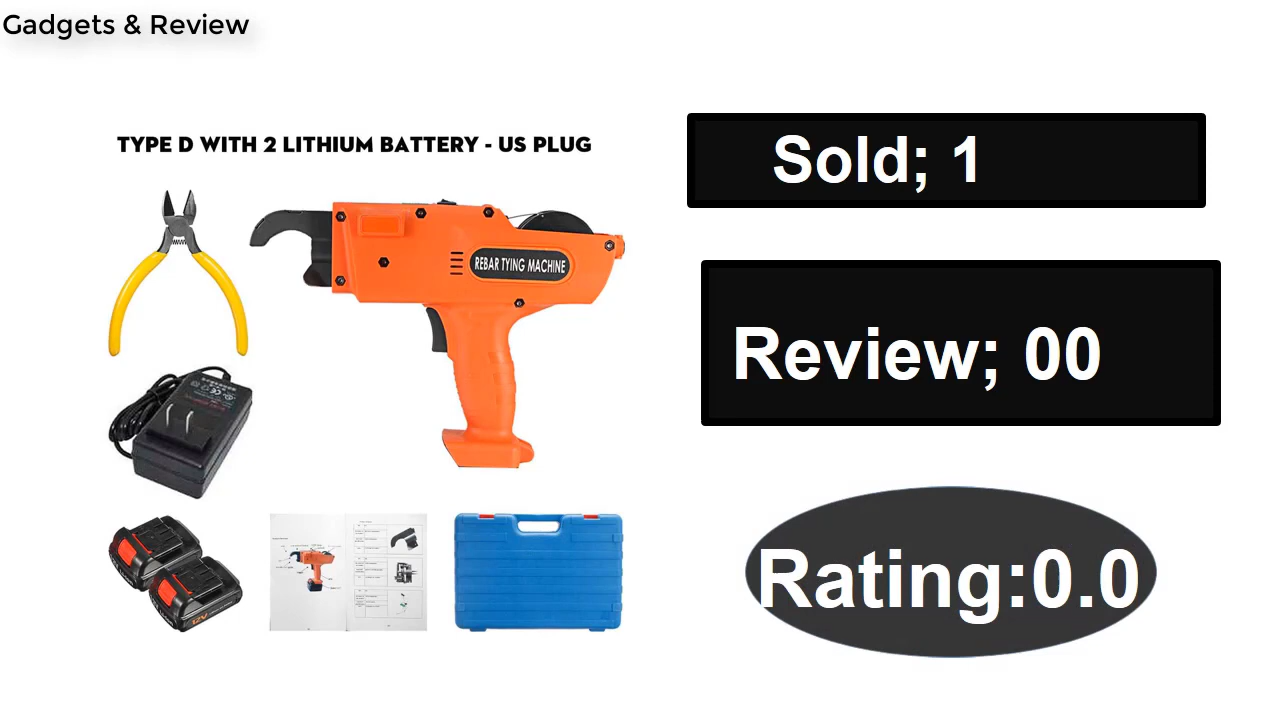 Gadgets & Review
TYPE D WITH 2 LITHIUM BATTERY - US PLUG
Sold; 1
REBAR TYING MACHINE
Review; 00
Rating:0.0
12V